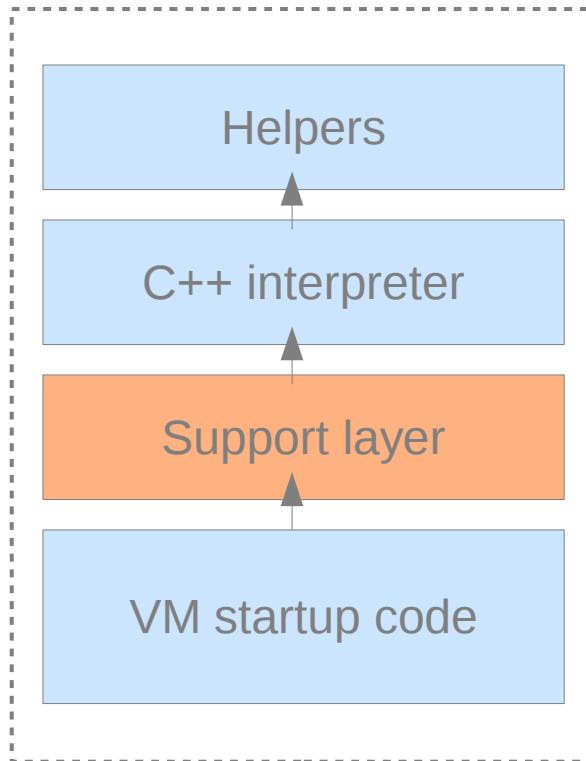 Helpers
C++ interpreter
Support layer
VM startup code